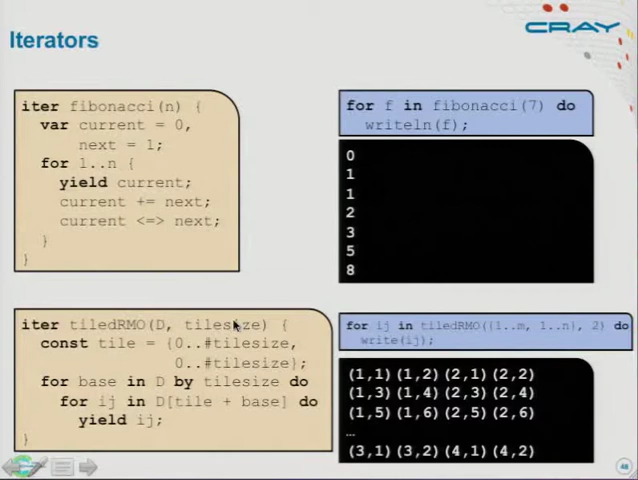 CRAY
Iterators
iter fibonacci(n) {
var current = 0,
next = 1;
for 1..n {
yield current;
current += next;
current <=> next;
}
}
for f in fibonacci(7) do
writeln(f);
0
1
1
2
3
5
8
iter tiledRMO(D, tilesize) {
const tile = {0..#tilesize,
0..#tilesize};
for base in D by tilesize do
for ij in D[tile + base] do
yield ij;
}
for ij in tiledRMO({1..m, 1..n}, 2) do
write(ij);
(1,1)(1,2)(2,1)(2,2)
(1,3)(1,4)(2,3)(2,4)
(1,5)(1,6)(2,5)(2,6)
…
(3,1)(3,2)(4,1)(4,2)